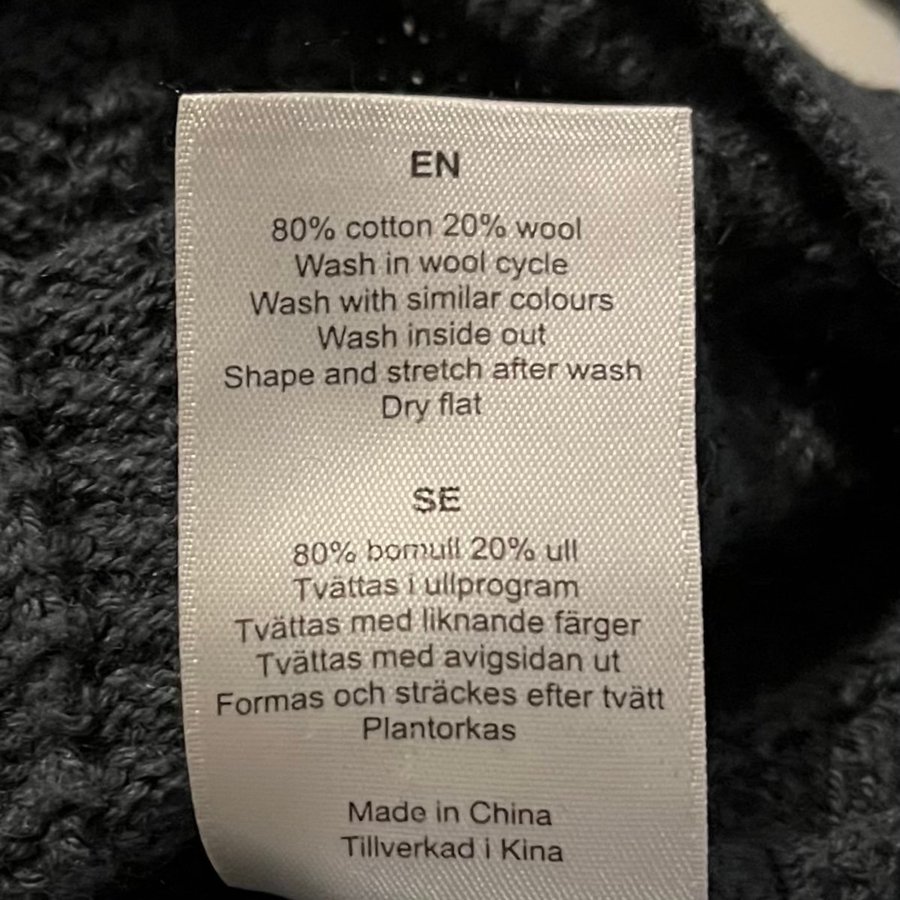 EN
80% cotton 20% wool
Wash in wool cycle
Wash with similar colours
Wash inside out
Shape and stretch after wash
Dry flat
SE
80% bomull 20% ull
Tvättas i ullprogram
Tvättas med liknande färger
Tvättas med avigsidan ut
Formas och sträckes efter tvätt
Plantorkas
Made in China
Tillverkad i Kina